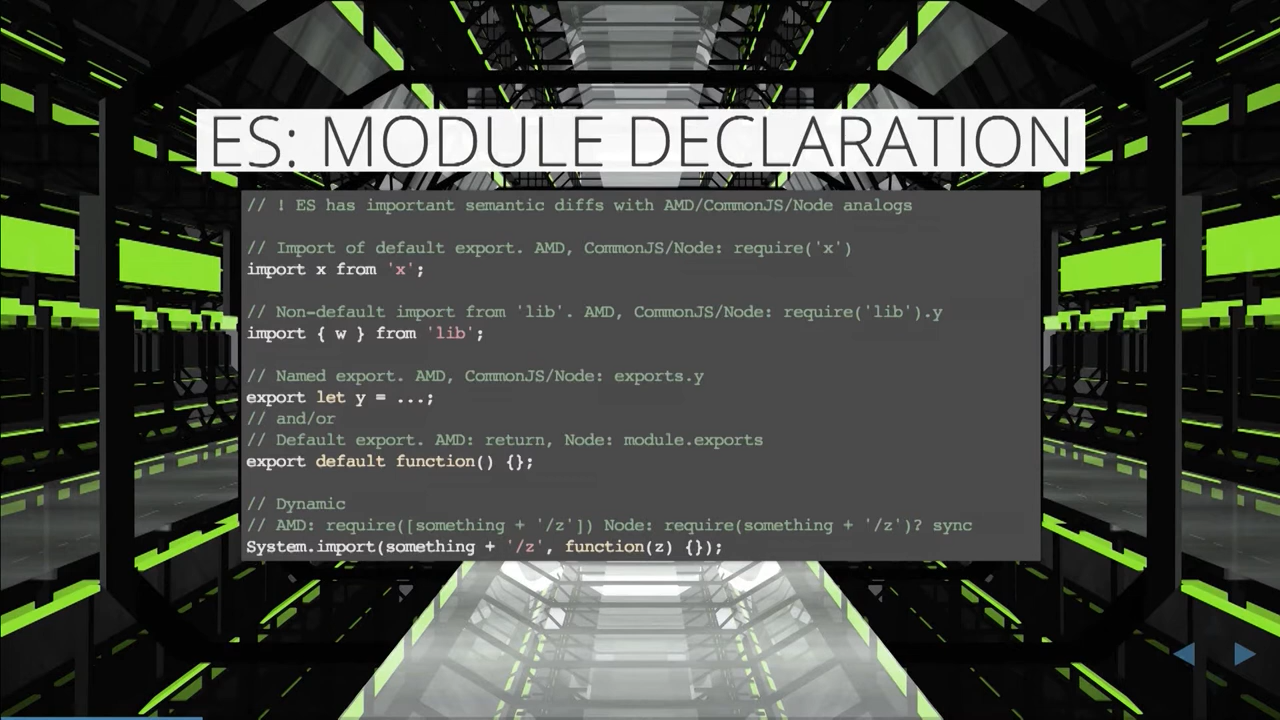 ES: MODULE DECLARATION
// ! ES has important semantic diffs with AMD/CommonJS/Node analogs
// Import of default export. AMD, CommonJS/Node: require('x')
import x from 'x';
// Non-default import from 'lib'. AMD, CommonJS/Node: require('lib').y
import { w } from 'lib';
// Named export. AMD, CommonJS/Node: exports.y
export let y = ...;
// and/or
// Default export. AMD: return, Node: module.exports
export default function() {};
// Dynamic
// AMD: require([something + '/z']) Node: require(something + '/z')? sync
System.import(something + '/z', function(z) {});